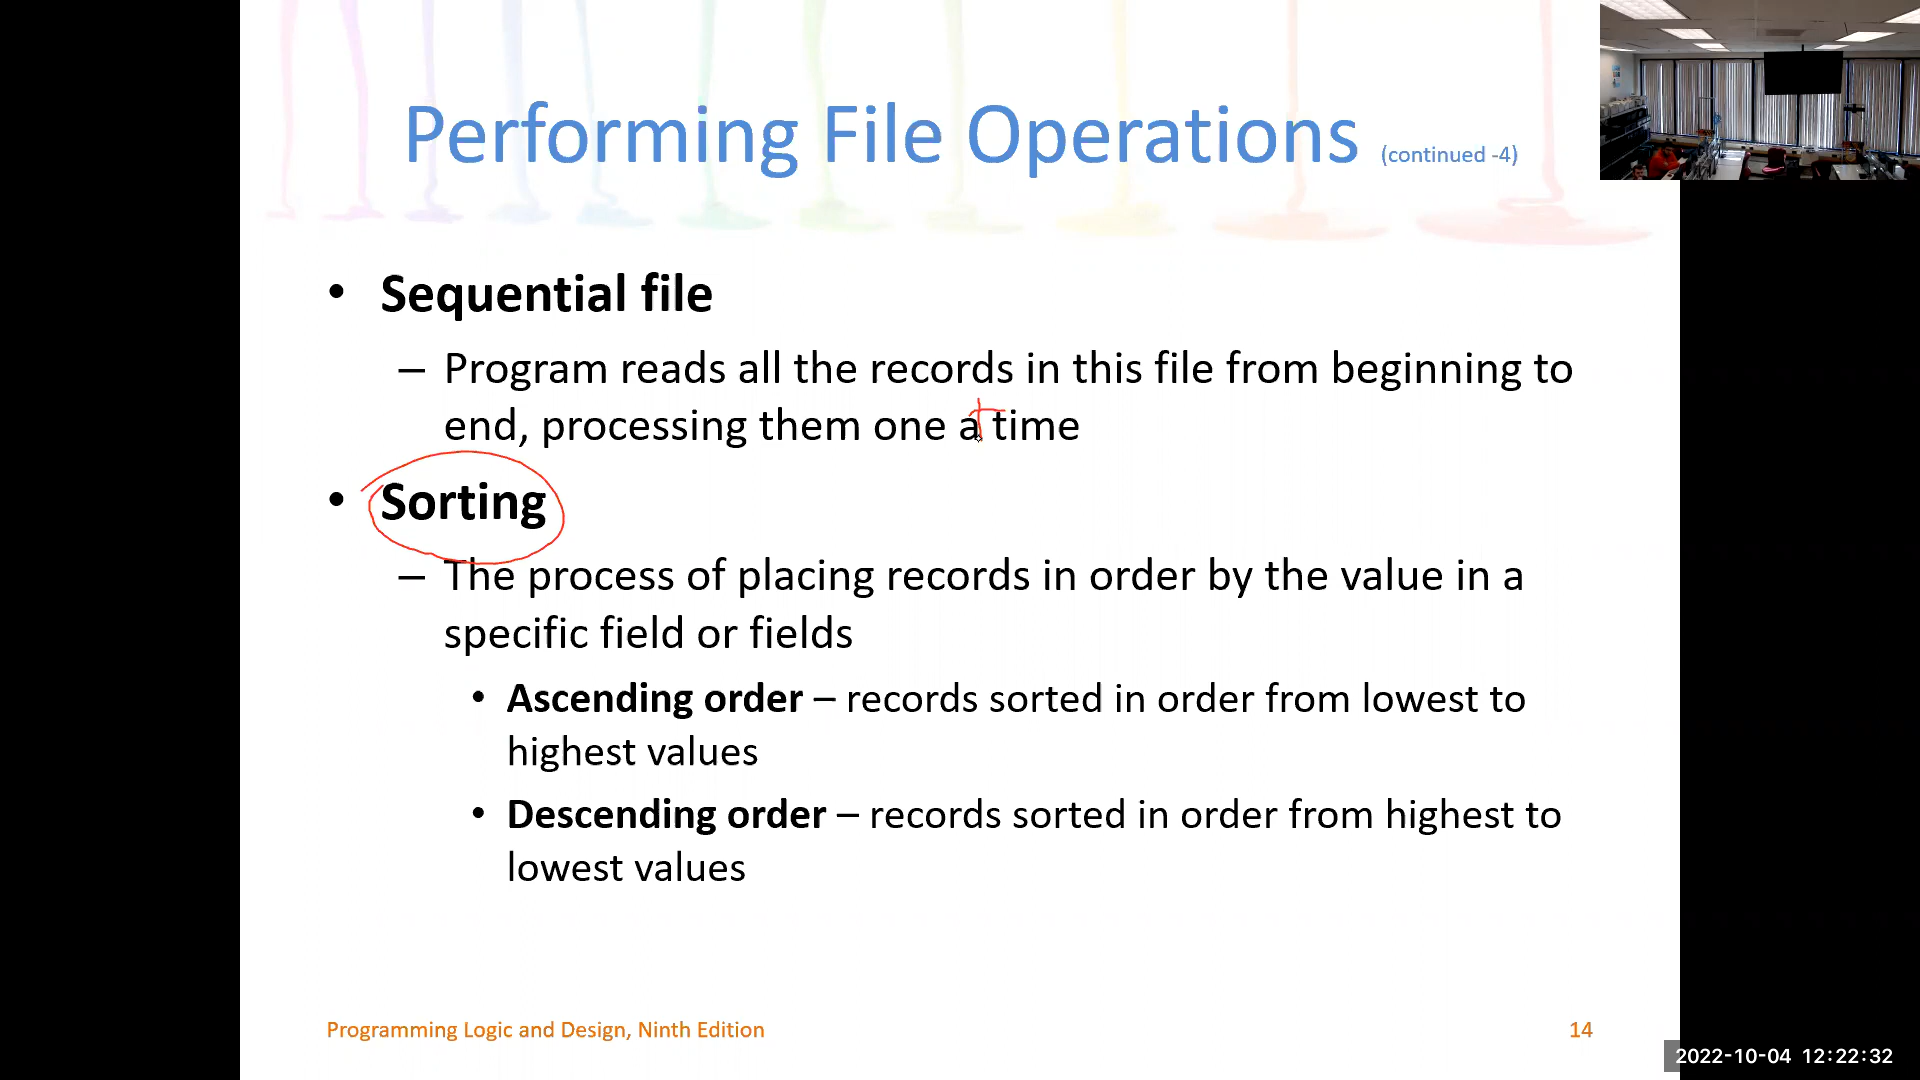 Performing File Operations (continued -4)
• Sequential file
– Program reads all the records in this file from beginning to
end, processing them one at time
• Sorting
– The process of placing records in order by the value in a
specific field or fields
• Ascending order – records sorted in order from lowest to
highest values
• Descending order – records sorted in order from highest to
lowest values
Programming Logic and Design, Ninth Edition
14
2022-10-04 12:22:32